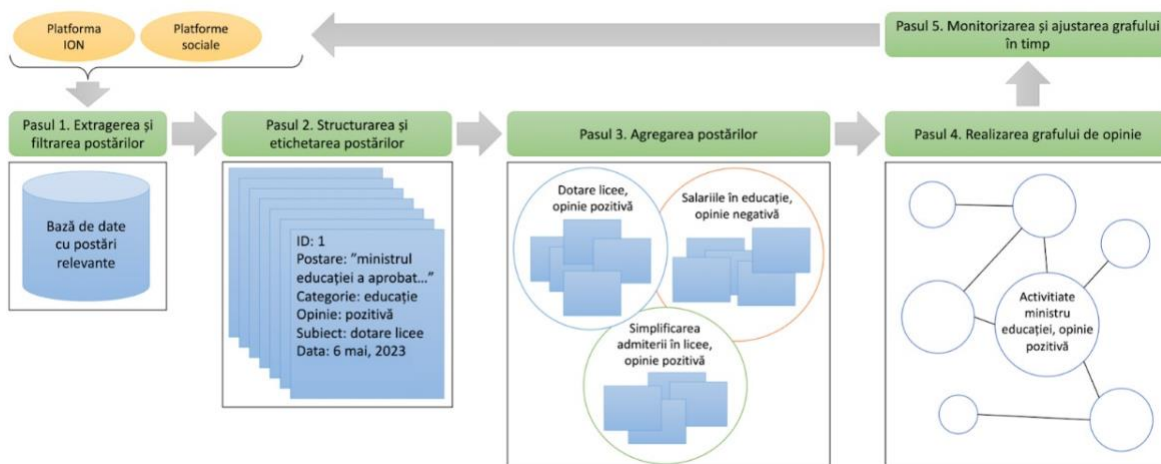 Platforma
ION
Platforme
sociale
Pasul 5. Monitorizarea și ajustarea grafului
în timp
Pasul 1. Extragerea și
filtrarea postărilor
Pasul 2. Structurarea și
etichetarea postărilor
Pasul 3. Agregarea postărilor
Pasul 4. Realizarea grafului de opinie
Bază de date
cu postări
relevante
ID: 1
Postare: ”ministrul
educației a aprobat...”
Categorie: educație
Opinie: pozitivă
Subiect: dotare licee
Data: 6 mai, 2023
Dotare licee,
opinie pozitivă
Salariile în educație,
opinie negativă
Simplificarea
admiterii în licee,
opinie pozitivă
Activitiate
ministru
educației, opinie
pozitivă